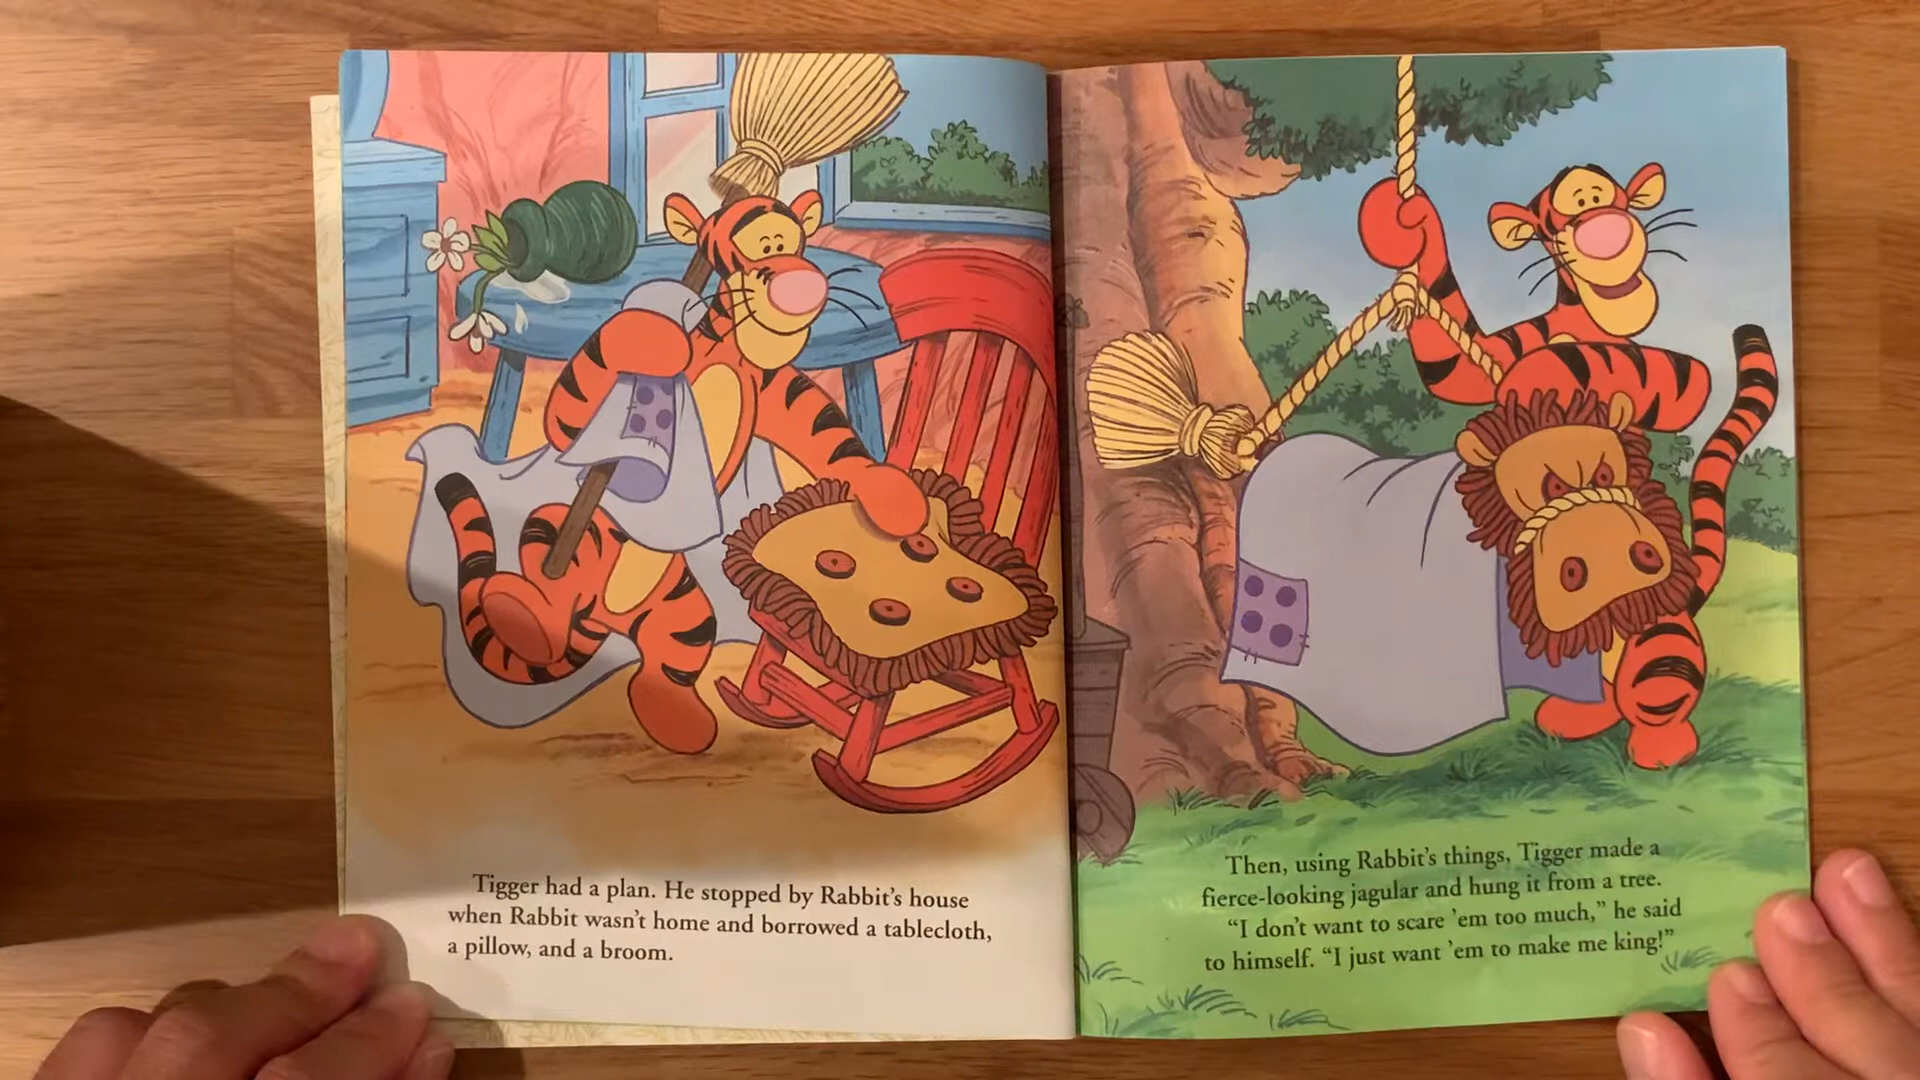 Tigger had a plan. He stopped by Rabbit's house
when Rabbit wasn't home and borrowed a tablecloth,
a pillow, and a broom.
Then, using Rabbit's things, Tigger made a
fierce-looking jagular and hung it from a tree.
"I don't want to scare 'em too much," he said
to himself. "I just want 'em to make me king!"